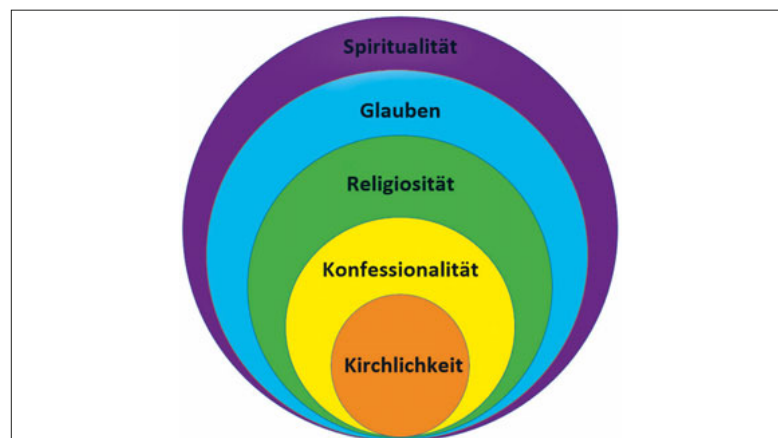 Spiritualität
Glauben
Religiosität
Konfessionalität
Kirchlichkeit